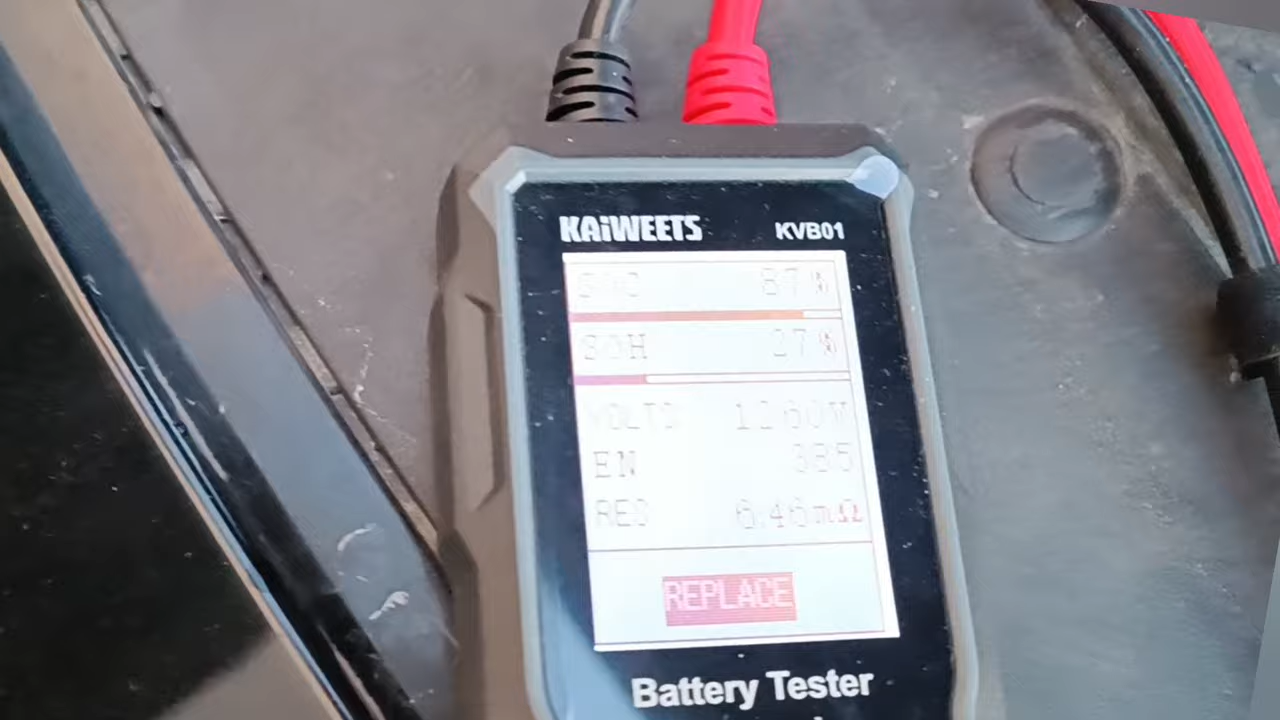 KAiWEETS KVB01
SOC 87%
SOH 27%
VOLTS 12.60V
EN 385
RES 6.46mΩ
REPLACE
Battery Tester